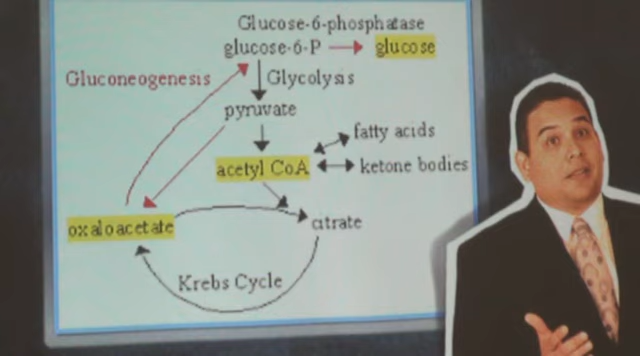 Glucose-6-phosphatase
glucose-6-P
glucose
Gluconeogenesis
Glycolysis
pyruvate
fatty acids
acetyl CoA
ketone bodies
oxaloacetate
citrate
Krebs Cycle